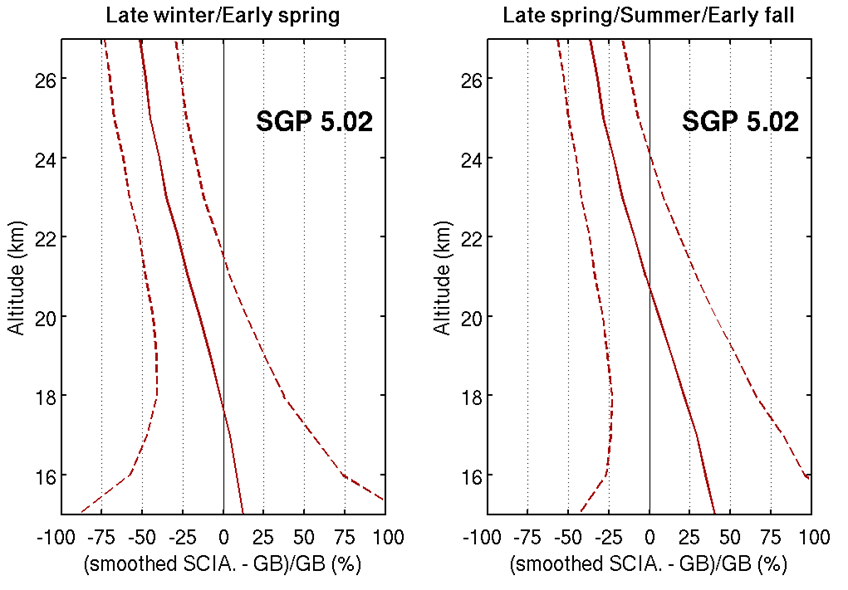 Late winter/Early spring
Late spring/Summer/Early fall
SGP 5.02
SGP 5.02
Altitude (km)
26
24
22
20
18
16
-100 -75 -50 -25 0 25 50 75 100
(smoothed SCIA. - GB)/GB (%)
Altitude (km)
26
24
22
20
18
16
-100 -75 -50 -25 0 25 50 75 100
(smoothed SCIA. - GB)/GB (%)